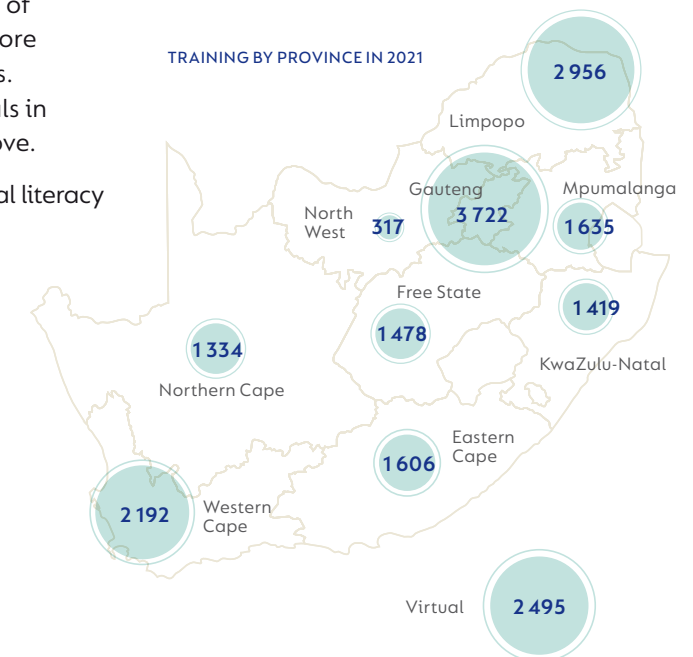 of
ore
s.
ls in
ove.
al literacy
TRAINING BY PROVINCE IN 2021
2 956
Limpopo
Gauteng
3 722
Mpumalanga
1 635
North
West
317
Free State
1 478
1 419
KwaZulu-Natal
1 334
Northern Cape
Eastern
Cape
1 606
2 192
Western
Cape
Virtual
2 495